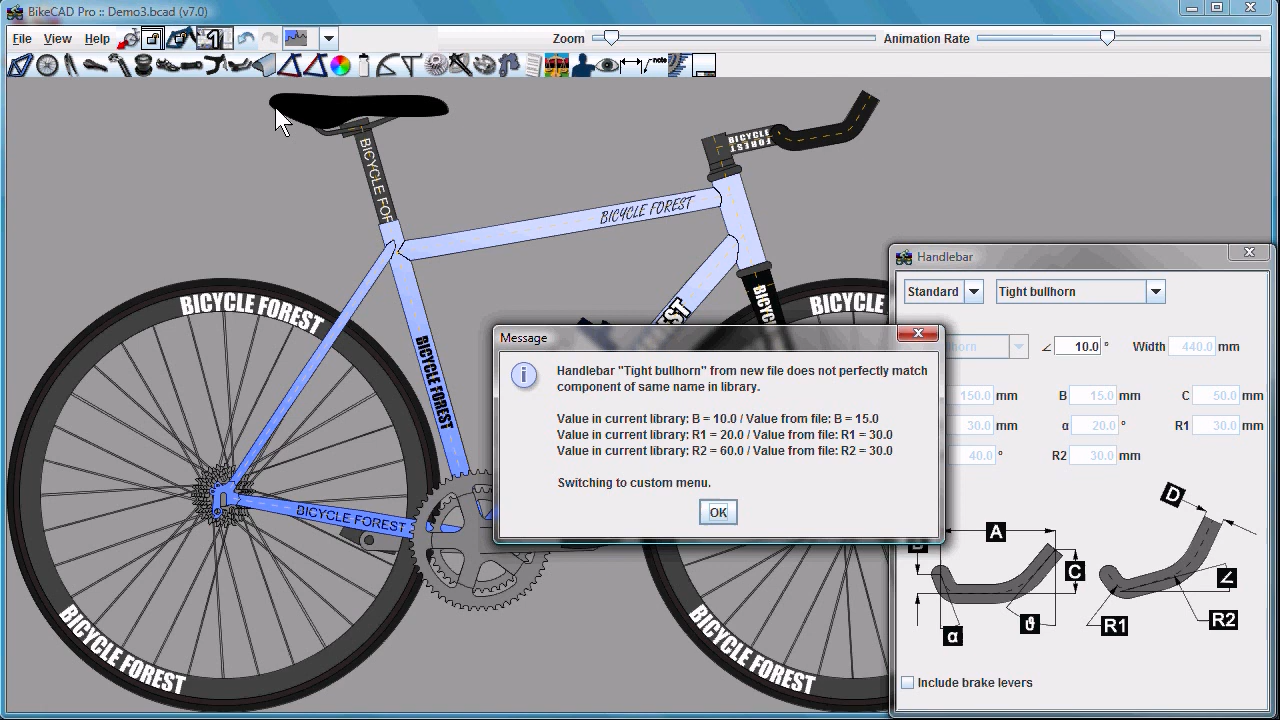 BikeCAD Pro :: Demo3.bcad (v7.0)
File View Help
Zoom
Animation Rate
note
BICYCLE FOR
BICYCLE FOREST
BICYCLE FOREST
BICYCLE FOREST
BICYCLE FOREST
BICYCLE FOREST
BICYCLE FOREST
BICYCLE FOREST
BICYCLE
BICYCLE
FOREST
BICYCLE FOREST
Handlebar
Standard
Tight bullhorn
horn
∠ 10.0 °
Width 440.0 mm
150.0 mm
B 15.0 mm
C 50.0 mm
30.0 mm
α 20.0 °
R1 30.0 mm
40.0 °
R2 30.0 mm
A
D
C
∠
α
ϑ
R1
R2
Include brake levers
Message
Handlebar "Tight bullhorn" from new file does not perfectly match
component of same name in library.
Value in current library: B = 10.0 / Value from file: B = 15.0
Value in current library: R1 = 20.0 / Value from file: R1 = 30.0
Value in current library: R2 = 60.0 / Value from file: R2 = 30.0
Switching to custom menu.
OK